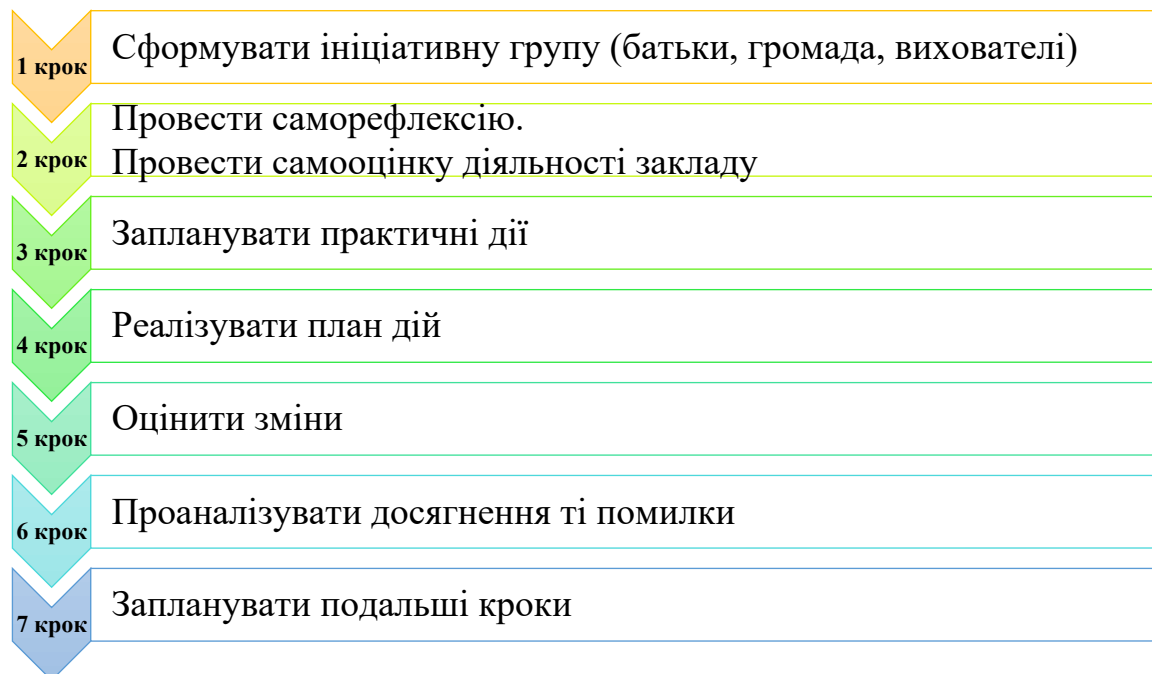 1 крок
Сформувати ініціативну групу (батьки, громада, вихователі)
2 крок
Провести саморефлексію.
Провести самооцінку діяльності закладу
3 крок
Запланувати практичні дії
4 крок
Реалізувати план дій
5 крок
Оцінити зміни
6 крок
Проаналізувати досягнення ті помилки
7 крок
Запланувати подальші кроки